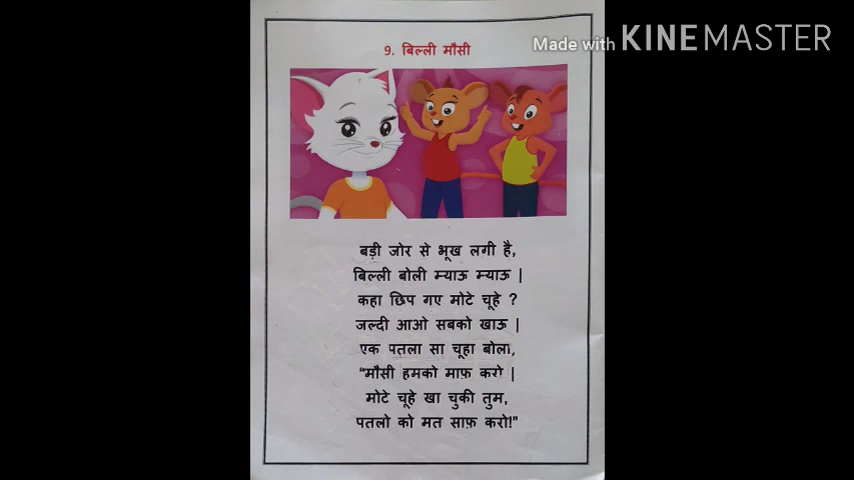 Made with KINEMASTER
9. बिल्ली मौसी
बड़ी जोर से भूख लगी है,
बिल्ली बोली म्याऊ म्याऊ |
कहा छिप गए मोटे चूहे ?
जल्दी आओ सबको खाऊ |
एक पतला सा चूहा बोला,
“मौसी हमको माफ़ करो |
मोटे चूहे खा चुकी तुम,
पतलो को मत साफ़ करो!”